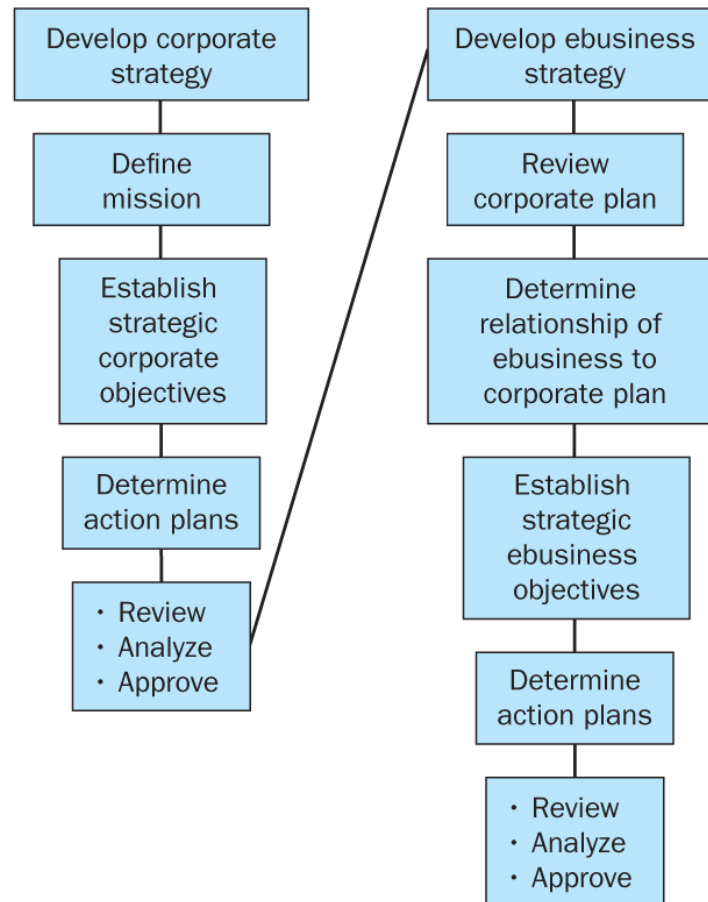 Develop corporate
strategy
Define
mission
Establish
strategic
corporate
objectives
Determine
action plans
· Review
· Analyze
· Approve
Develop ebusiness
strategy
Review
corporate plan
Determine
relationship of
ebusiness to
corporate plan
Establish
strategic
ebusiness
objectives
Determine
action plans
· Review
· Analyze
· Approve